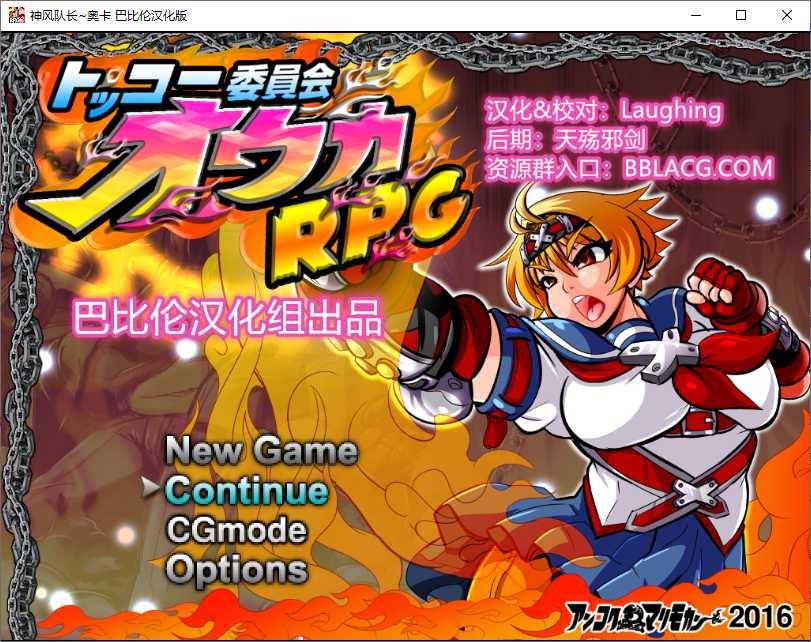 神风队长~奥卡 巴比伦汉化版
トッコー委員会
オウカ
RPG
汉化&校对：Laughing
后期：天殇邪剑
资源群入口：BBLACG.COM
巴比伦汉化组出品
New Game
Continue
CGmode
Options
2016